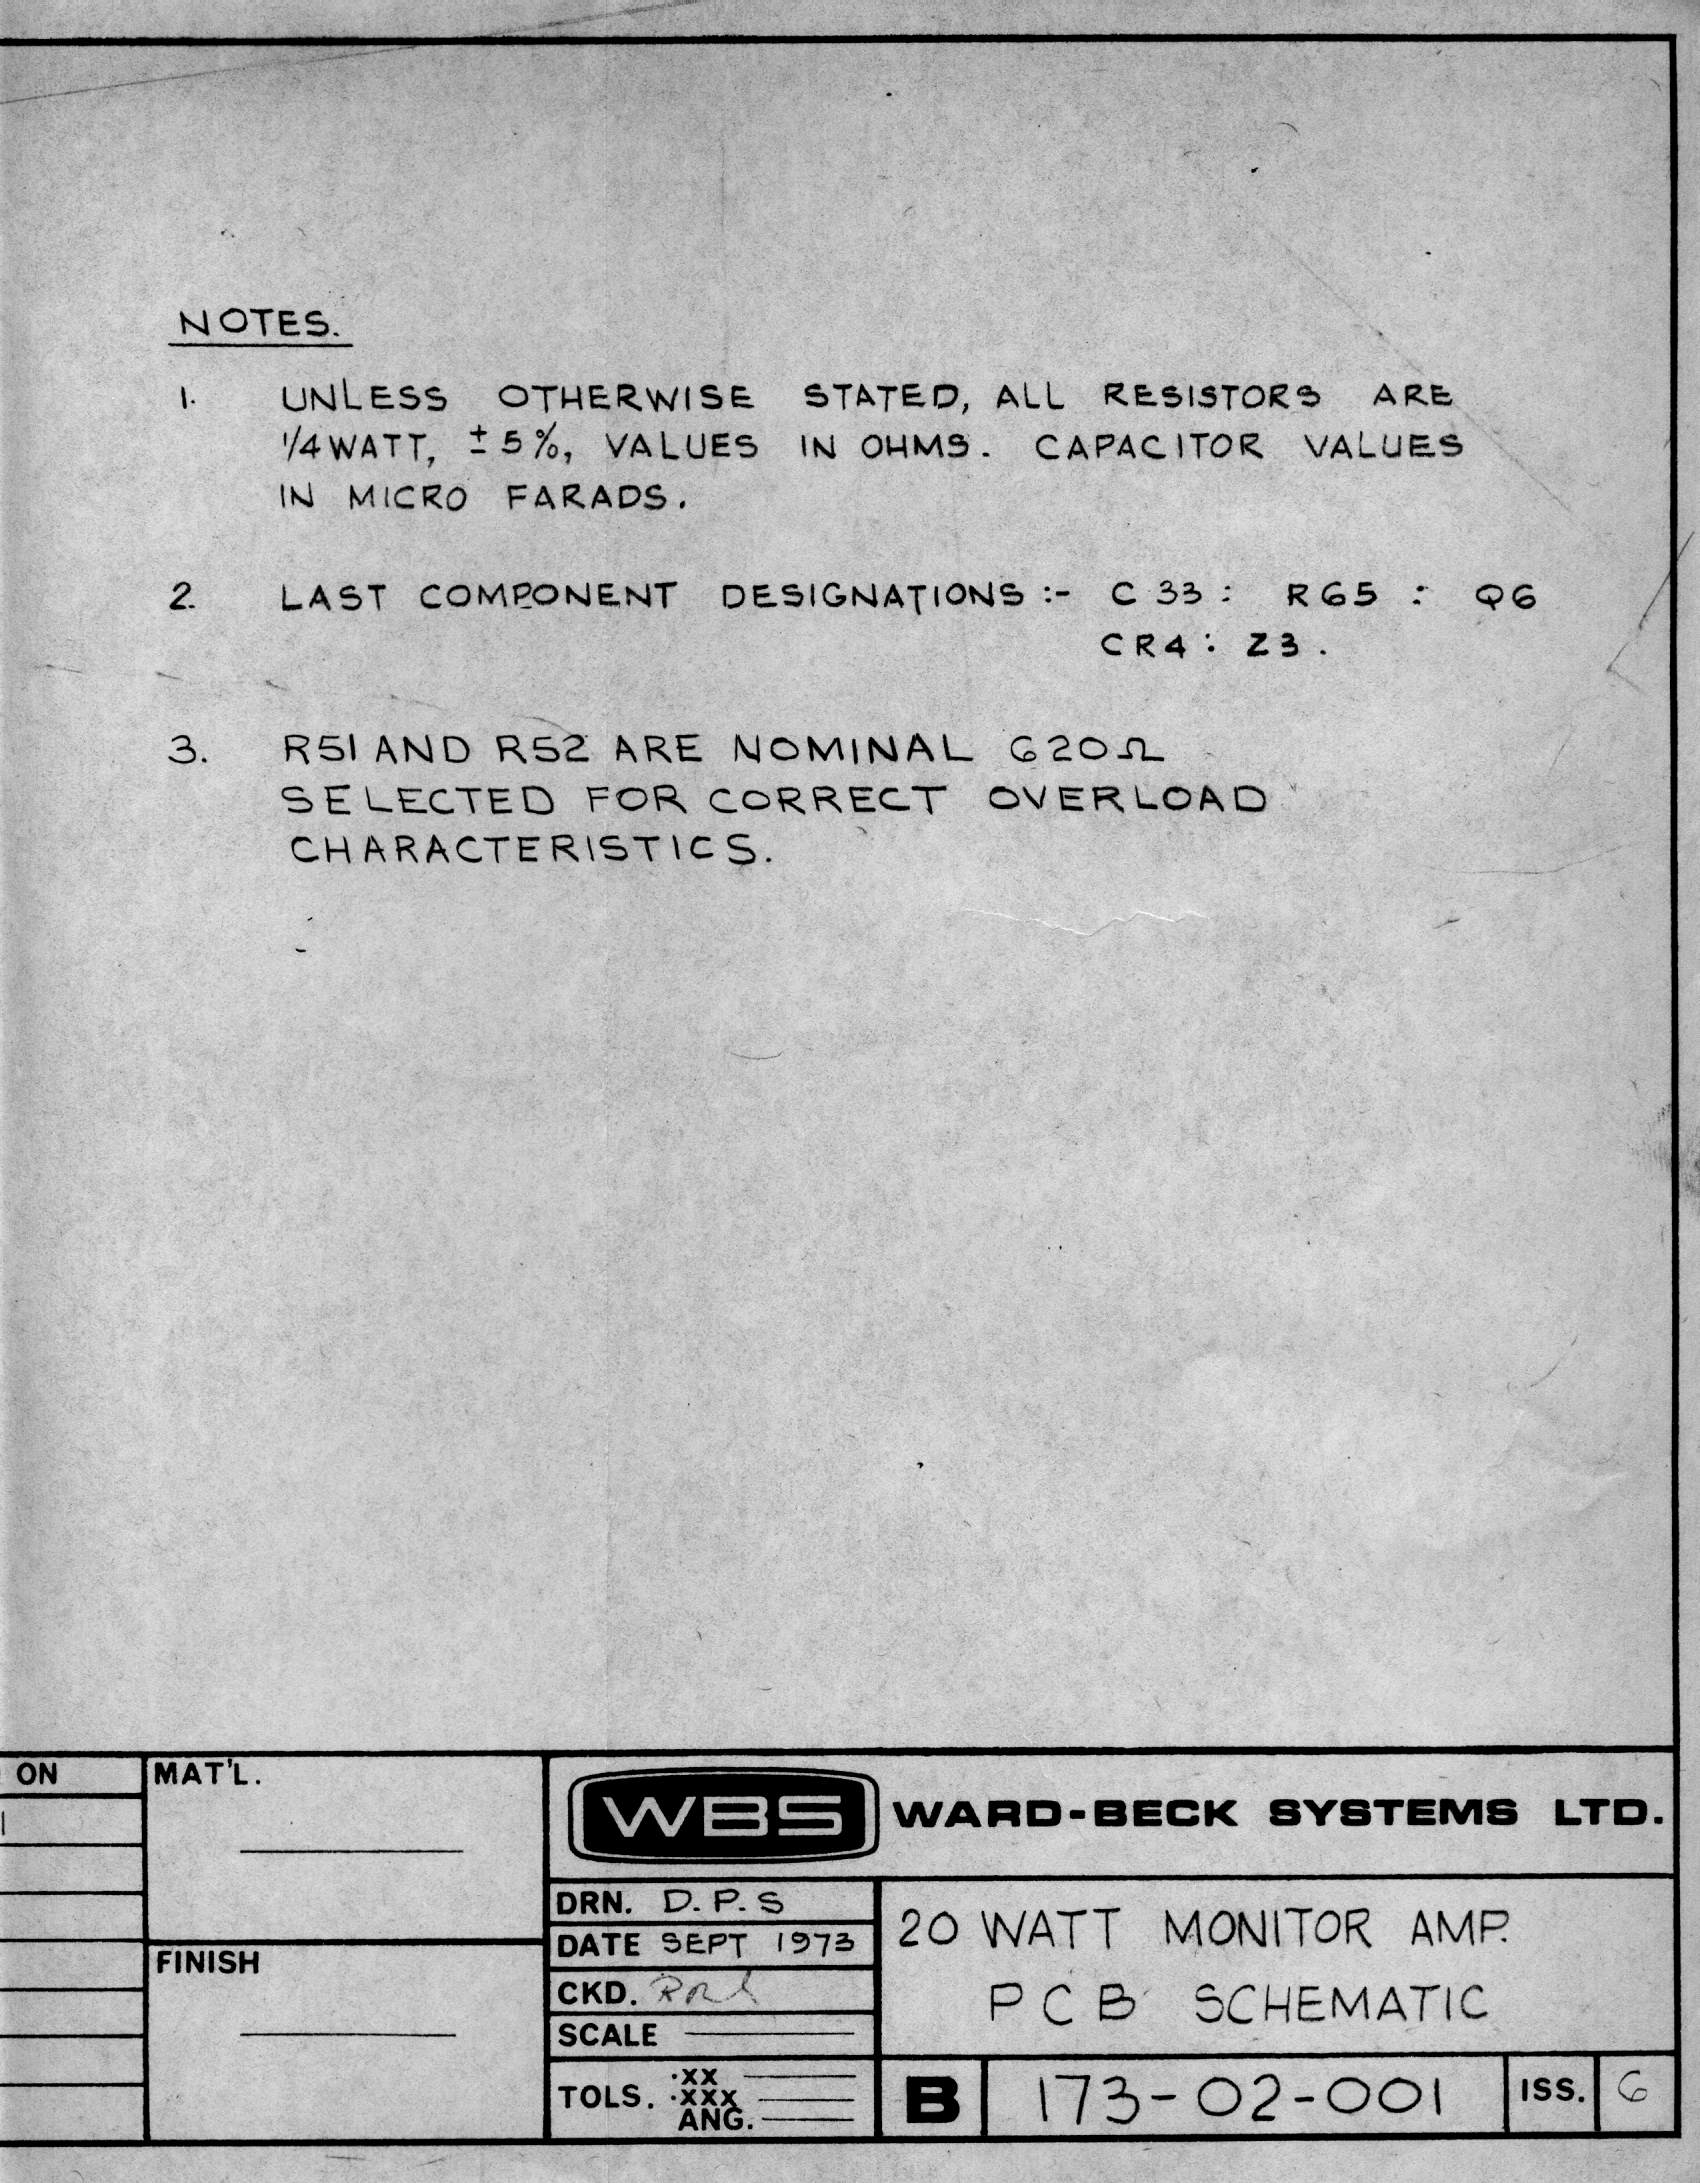 NOTES.
1. UNLESS OTHERWISE STATED, ALL RESISTORS ARE
1/4 WATT, ± 5%, VALUES IN OHMS. CAPACITOR VALUES
IN MICRO FARADS.
2. LAST COMPONENT DESIGNATIONS :- C 33 : R65 : Q6
CR4 : Z3.
3. R51 AND R52 ARE NOMINAL 620Ω
SELECTED FOR CORRECT OVERLOAD
CHARACTERISTICS.
ON
MAT'L.
FINISH
WBS WARD-BECK SYSTEMS LTD.
DRN. D.P.S
DATE SEPT 1973
CKD.
SCALE
TOLS. .XX
.XXX
ANG.
20 WATT MONITOR AMP.
PCB SCHEMATIC
B 173-02-001 ISS. 6